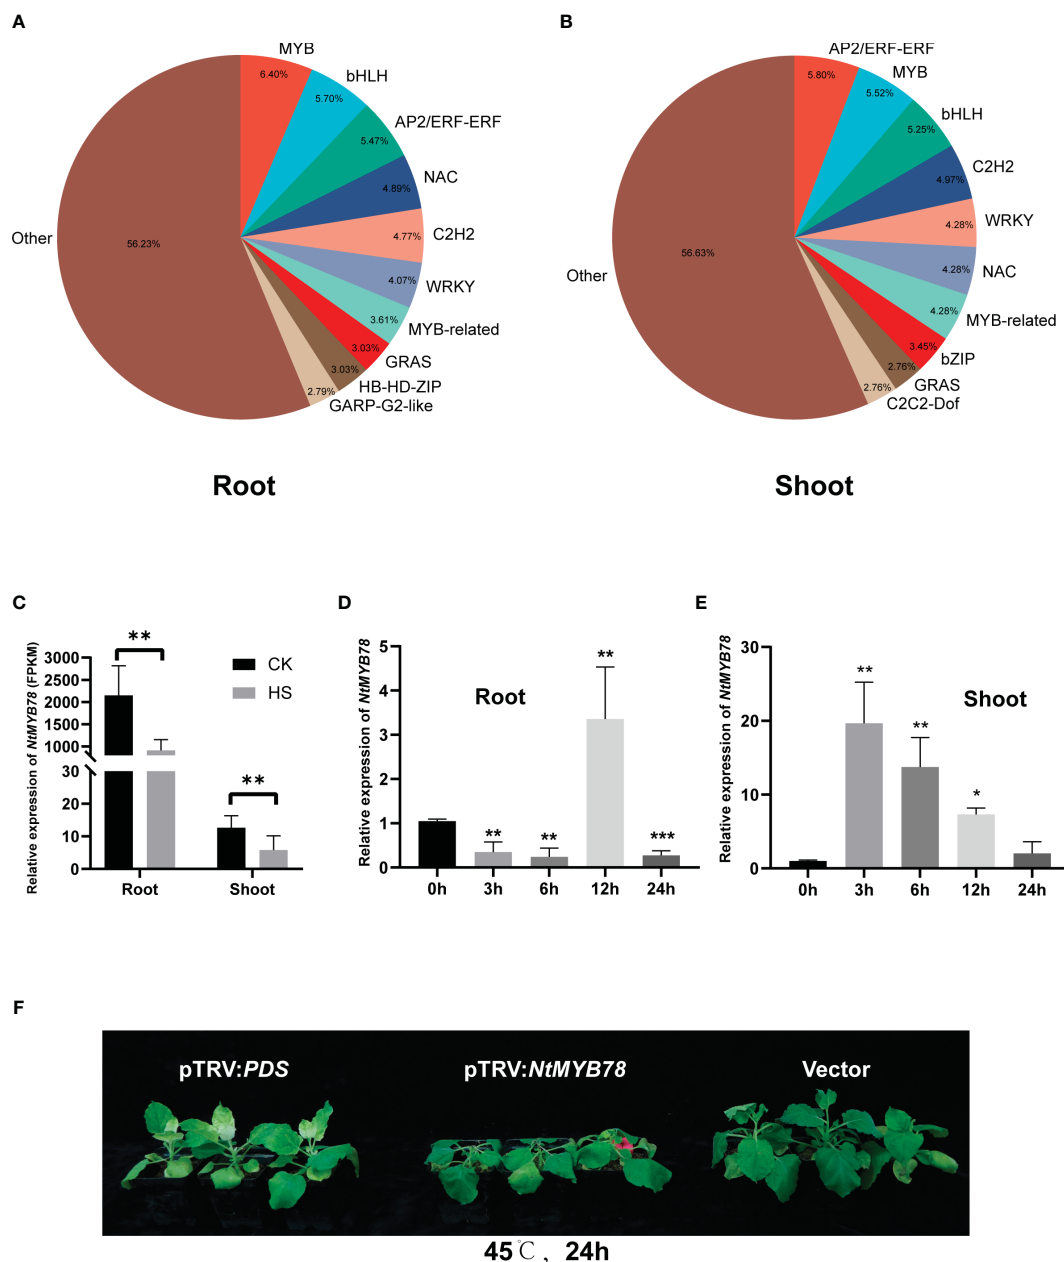 A
MYB
6.40%
bHLH
5.70%
AP2/ERF-ERF
5.47%
NAC
4.89%
C2H2
4.77%
WRKY
4.07%
MYB-related
3.61%
GRAS
3.03%
HB-HD-ZIP
3.03%
GARP-G2-like
2.79%
Other
56.23%
Root
B
AP2/ERF-ERF
5.80%
MYB
5.52%
bHLH
5.25%
C2H2
4.97%
WRKY
4.28%
NAC
4.28%
MYB-related
4.28%
bZIP
3.45%
GRAS
2.76%
C2C2-Dof
2.76%
Other
56.63%
Shoot
C
Relative expression of NtMYB78 (FPKM)
3000
2500
2000
1500
1000
30
20
10
0
**
**
CK
HS
Root Shoot
D
Relative expression of NtMYB78
5
4
3
2
1
0
Root
** ** ** ***
0h 3h 6h 12h 24h
E
Relative expression of NtMYB78
30
20
10
0
Shoot
** ** *
0h 3h 6h 12h 24h
F
pTRV:PDS pTRV:NtMYB78 Vector
45℃, 24h